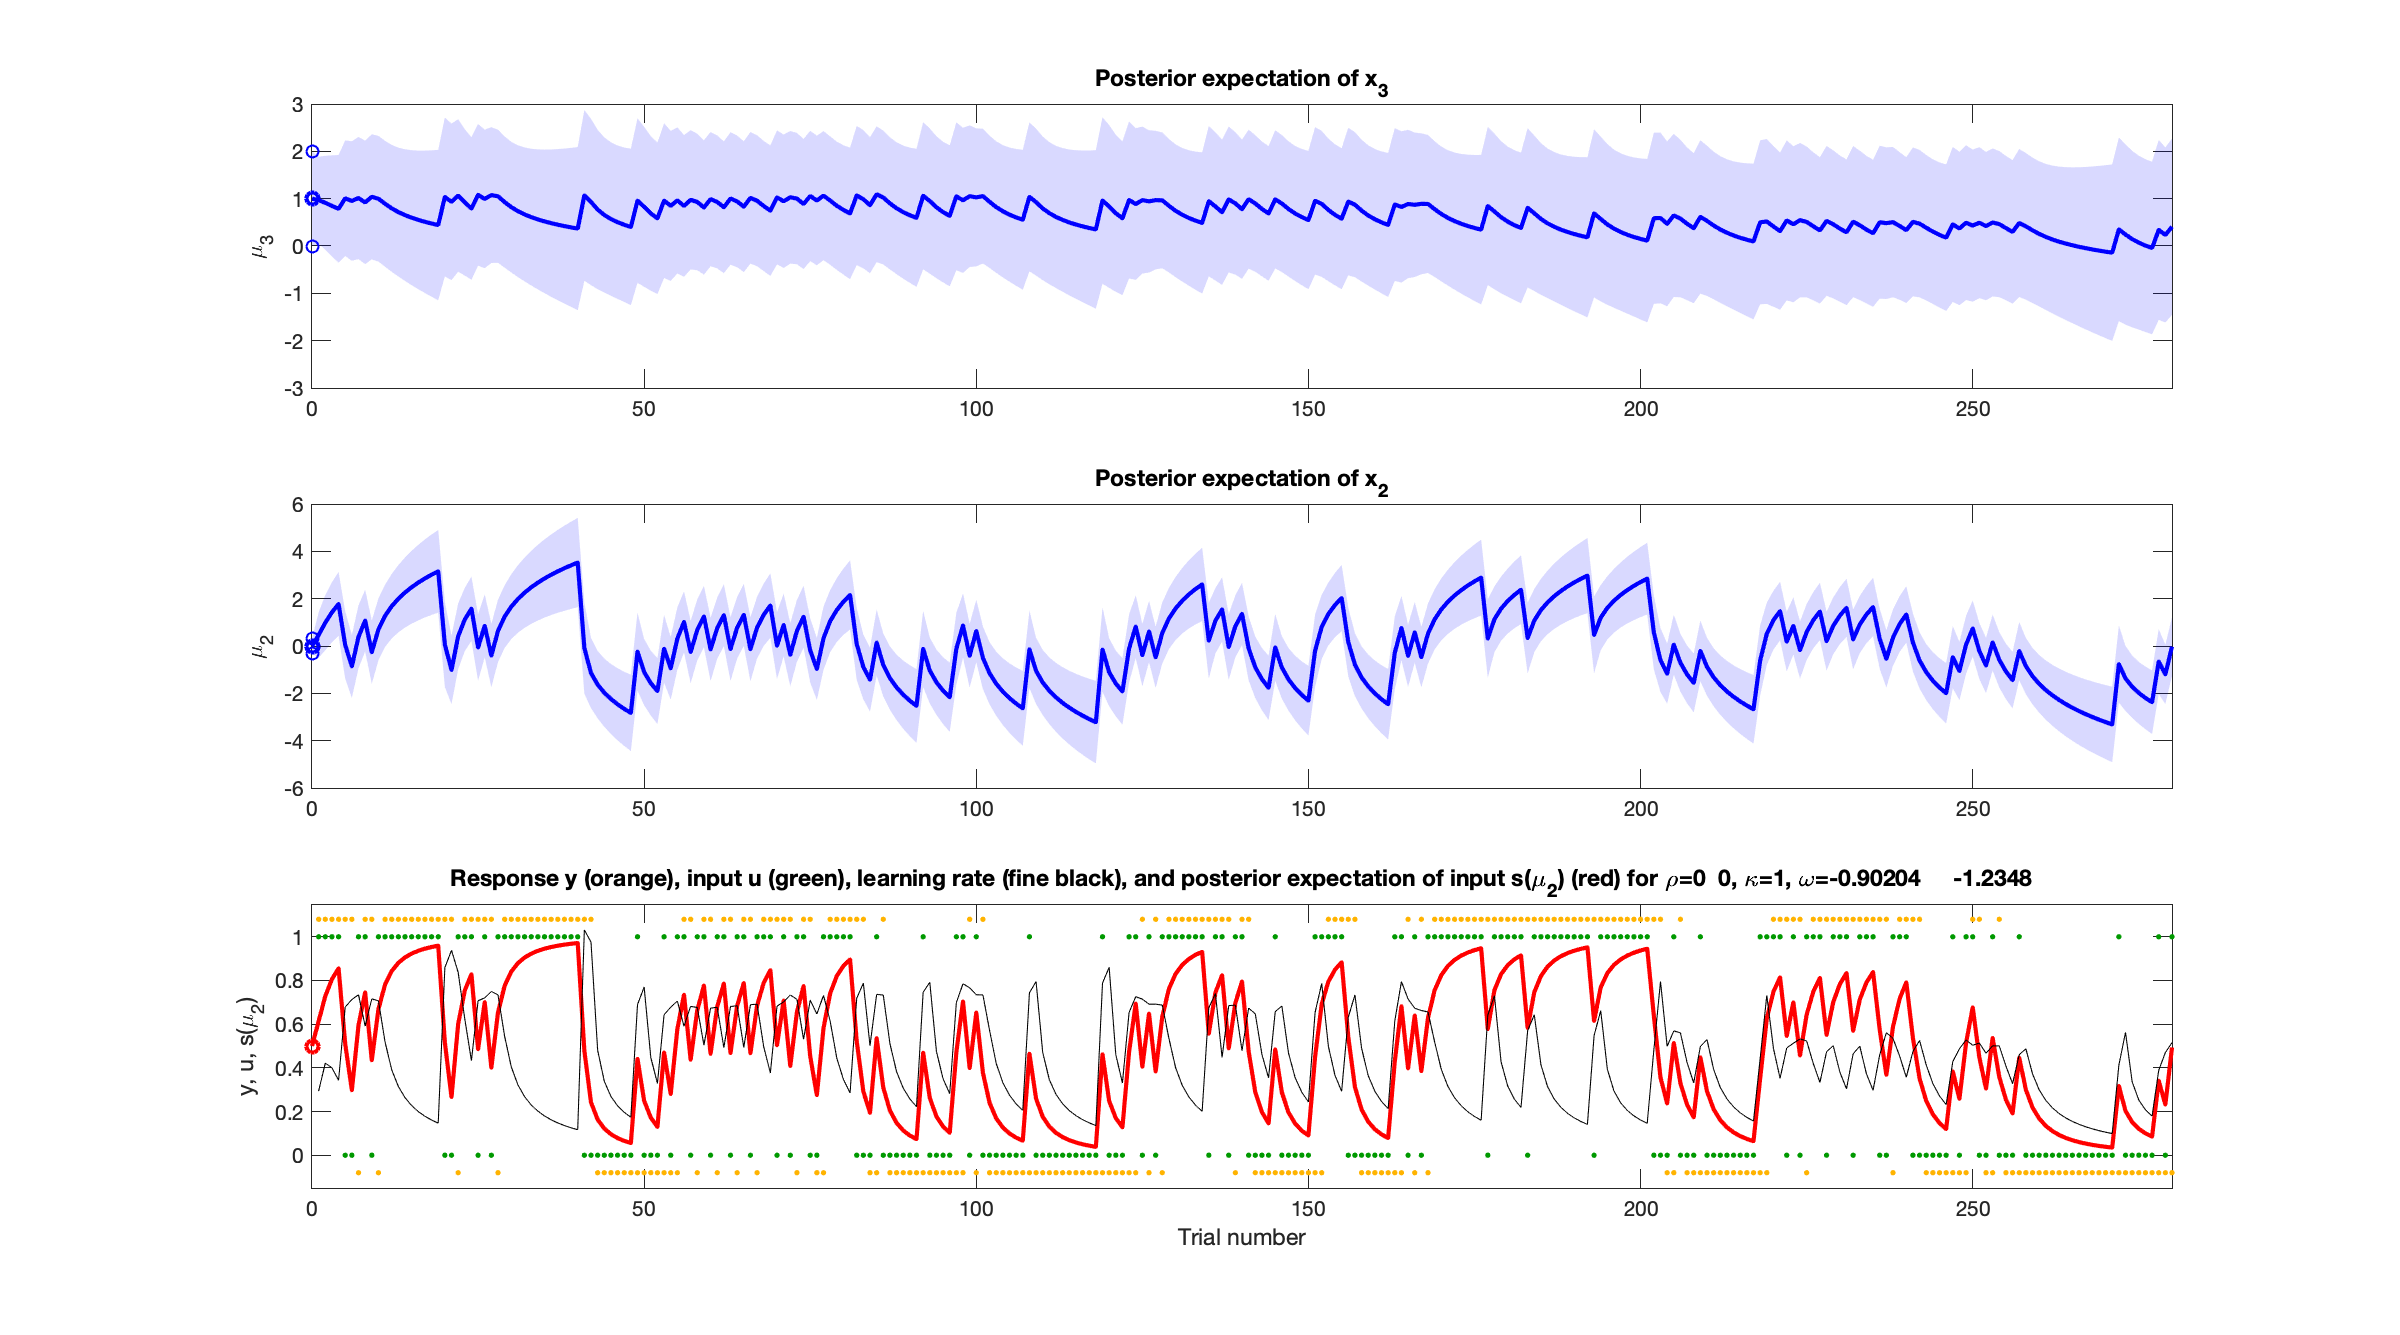 Posterior expectation of x3
3
2
1
0
-1
-2
-3
μ3
0 50 100 150 200 250
Posterior expectation of x2
6
4
2
0
-2
-4
-6
μ2
0 50 100 150 200 250
Response y (orange), input u (green), learning rate (fine black), and posterior expectation of input s(μ2) (red) for ρ=0 0, κ=1, ω=-0.90204 -1.2348
1
0.8
0.6
0.4
0.2
0
y, u, s(μ2)
0 50 100 150 200 250
Trial number